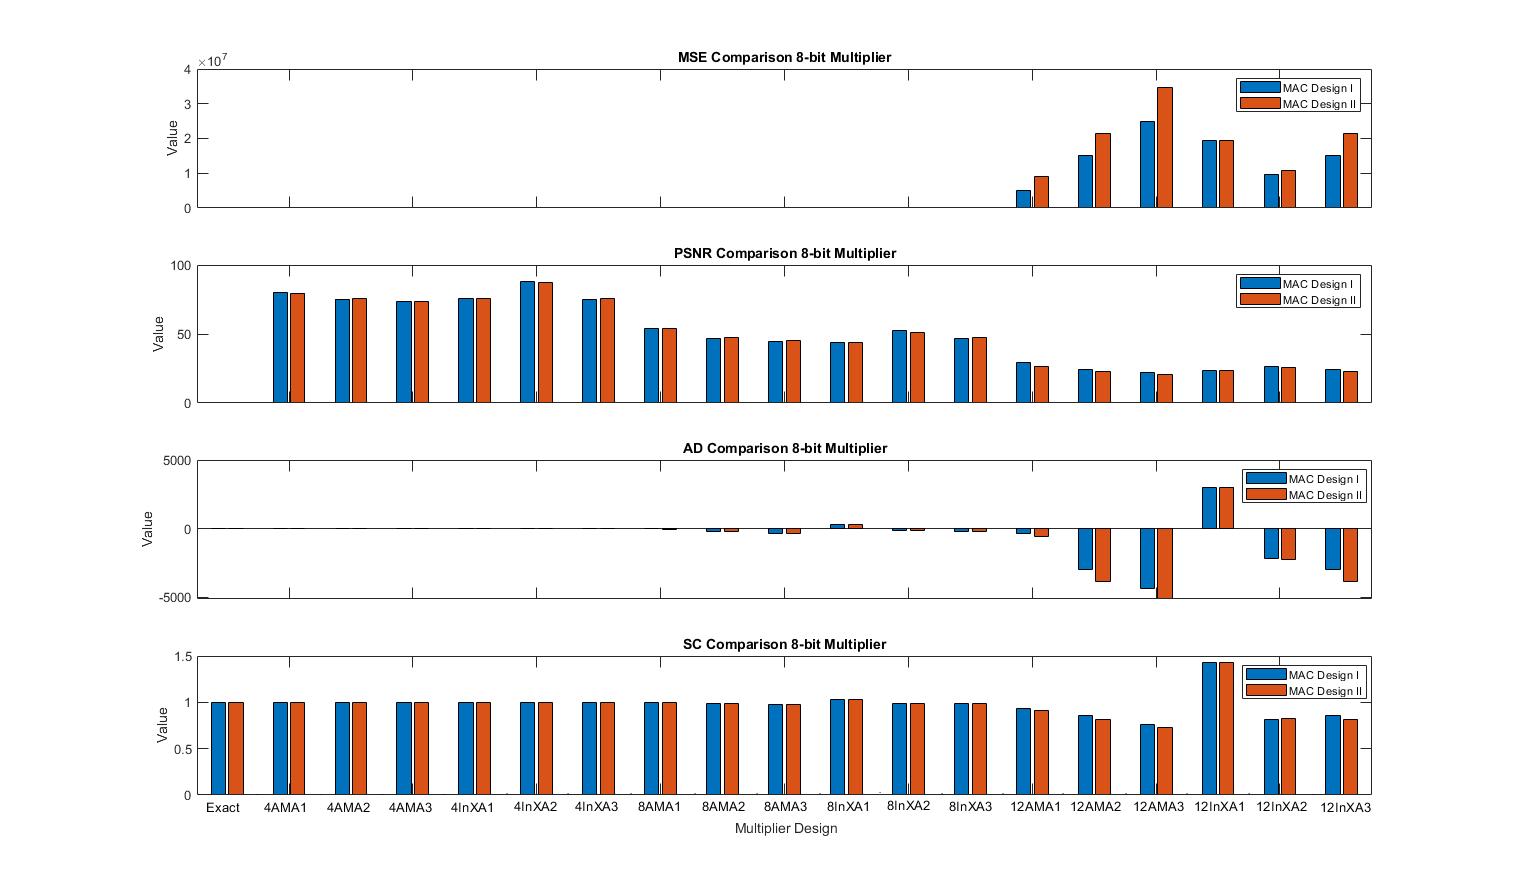 MSE Comparison 8-bit Multiplier
×10^7
4
3
2
1
0
Value
MAC Design I
MAC Design II
PSNR Comparison 8-bit Multiplier
100
50
0
Value
MAC Design I
MAC Design II
AD Comparison 8-bit Multiplier
5000
0
-5000
Value
MAC Design I
MAC Design II
SC Comparison 8-bit Multiplier
1.5
1
0.5
0
Value
MAC Design I
MAC Design II
Exact 4AMA1 4AMA2 4AMA3 4InXA1 4InXA2 4InXA3 8AMA1 8AMA2 8AMA3 8InXA1 8InXA2 8InXA3 12AMA1 12AMA2 12AMA3 12InXA1 12InXA2 12InXA3
Multiplier Design